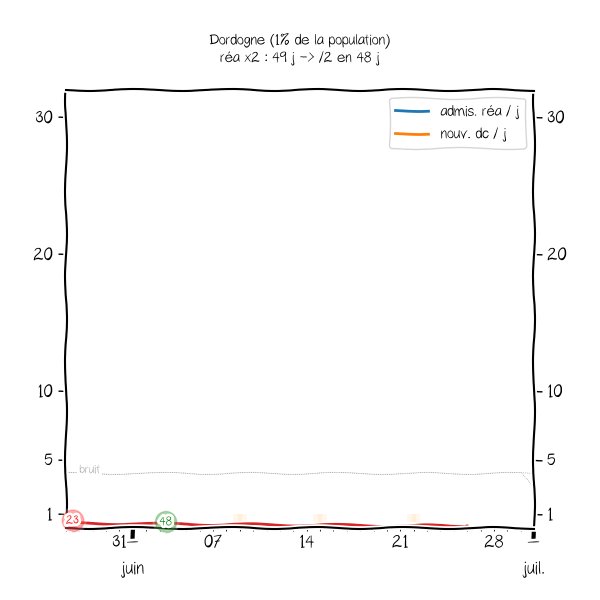 Dordogne (1% de la population)
réa x2 : 49 j -> /2 en 48 j
admis. réa / j
nouv. dc / j
30
30
20
20
10
10
5
5
bruit
1
1
23
48
31
07
14
21
28
juin
juil.